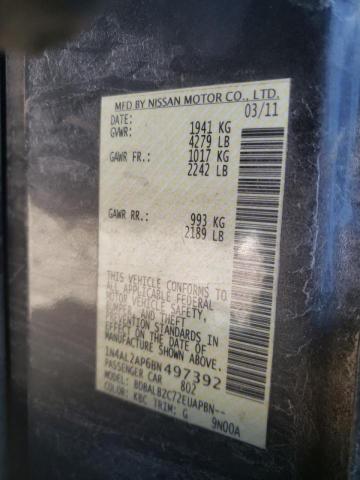 MFD BY NISSAN MOTOR CO., LTD.
DATE: 03/11
GVWR: 1941 KG
4279 LB
GAWR FR: 1017 KG
2242 LB
GAWR RR: 993 KG
2189 LB
THIS VEHICLE CONFORMS TO
ALL APPLICABLE FEDERAL
MOTOR VEHICLE SAFETY,
BUMPER AND THEFT
PREVENTION STANDARDS IN
EFFECT ON THE DATE OF
MANUFACTURE SHOWN ABOVE.
1N4AL2AP6BN497392
PASSENGER CAR 802
MODEL: BDBALBZC72EUAPBN--
COLOR: KBC TRIM: G 9N00A